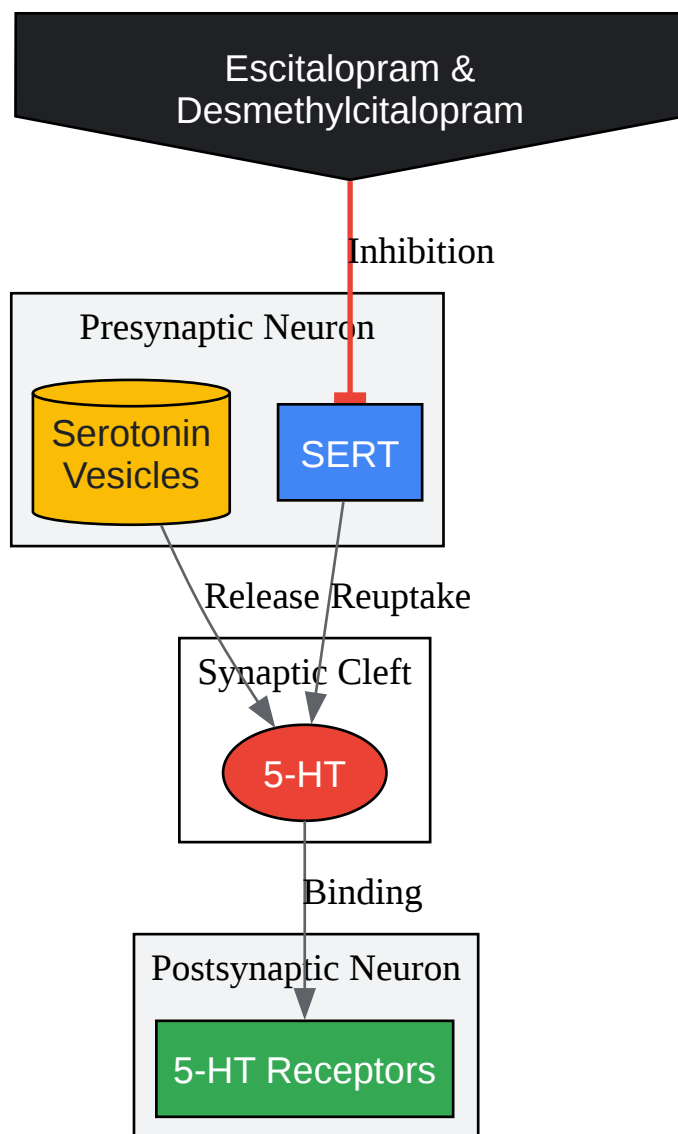 Escitalopram &
Desmethylcitalopram
Inhibition
Presynaptic Neuron
Serotonin
Vesicles
SERT
Release
Reuptake
Synaptic Cleft
5-HT
Binding
Postsynaptic Neuron
5-HT Receptors